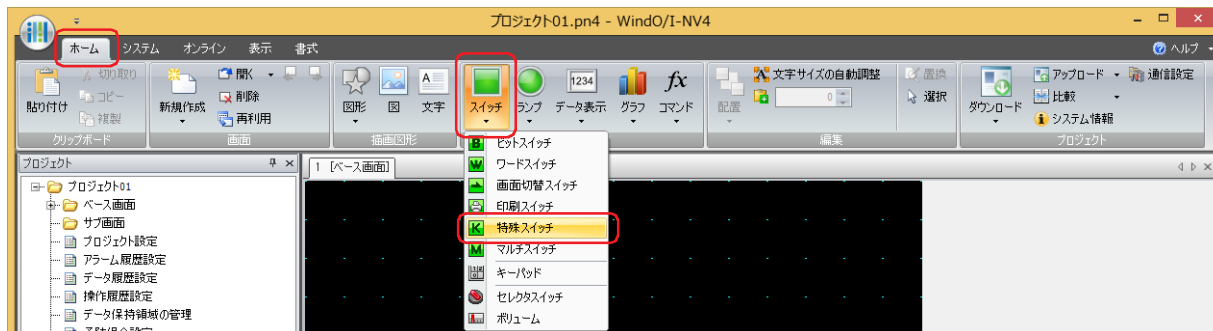 プロジェクト01.pn4 - WindO/I-NV4
ホーム システム オンライン 表示 書式 ヘルプ
貼り付け 切り取り コピー 複製
新規作成 開く 削除 再利用
図形 図 文字
スイッチ ランプ データ表示 1234 グラフ fx コマンド
配置 文字サイズの自動調整 0 置換 選択
ダウンロード アップロード 比較 システム情報 通信設定
クリップボード 画面 描画図形 編集 プロジェクト
プロジェクト
1 [ベース画面]
プロジェクト01
ベース画面
サブ画面
プロジェクト設定
アラーム履歴設定
データ履歴設定
操作履歴設定
データ保持領域の管理
予防保全設定
B ビットスイッチ
W ワードスイッチ
画面切替スイッチ
印刷スイッチ
K 特殊スイッチ
M マルチスイッチ
キーパッド
セレクタスイッチ
ボリューム